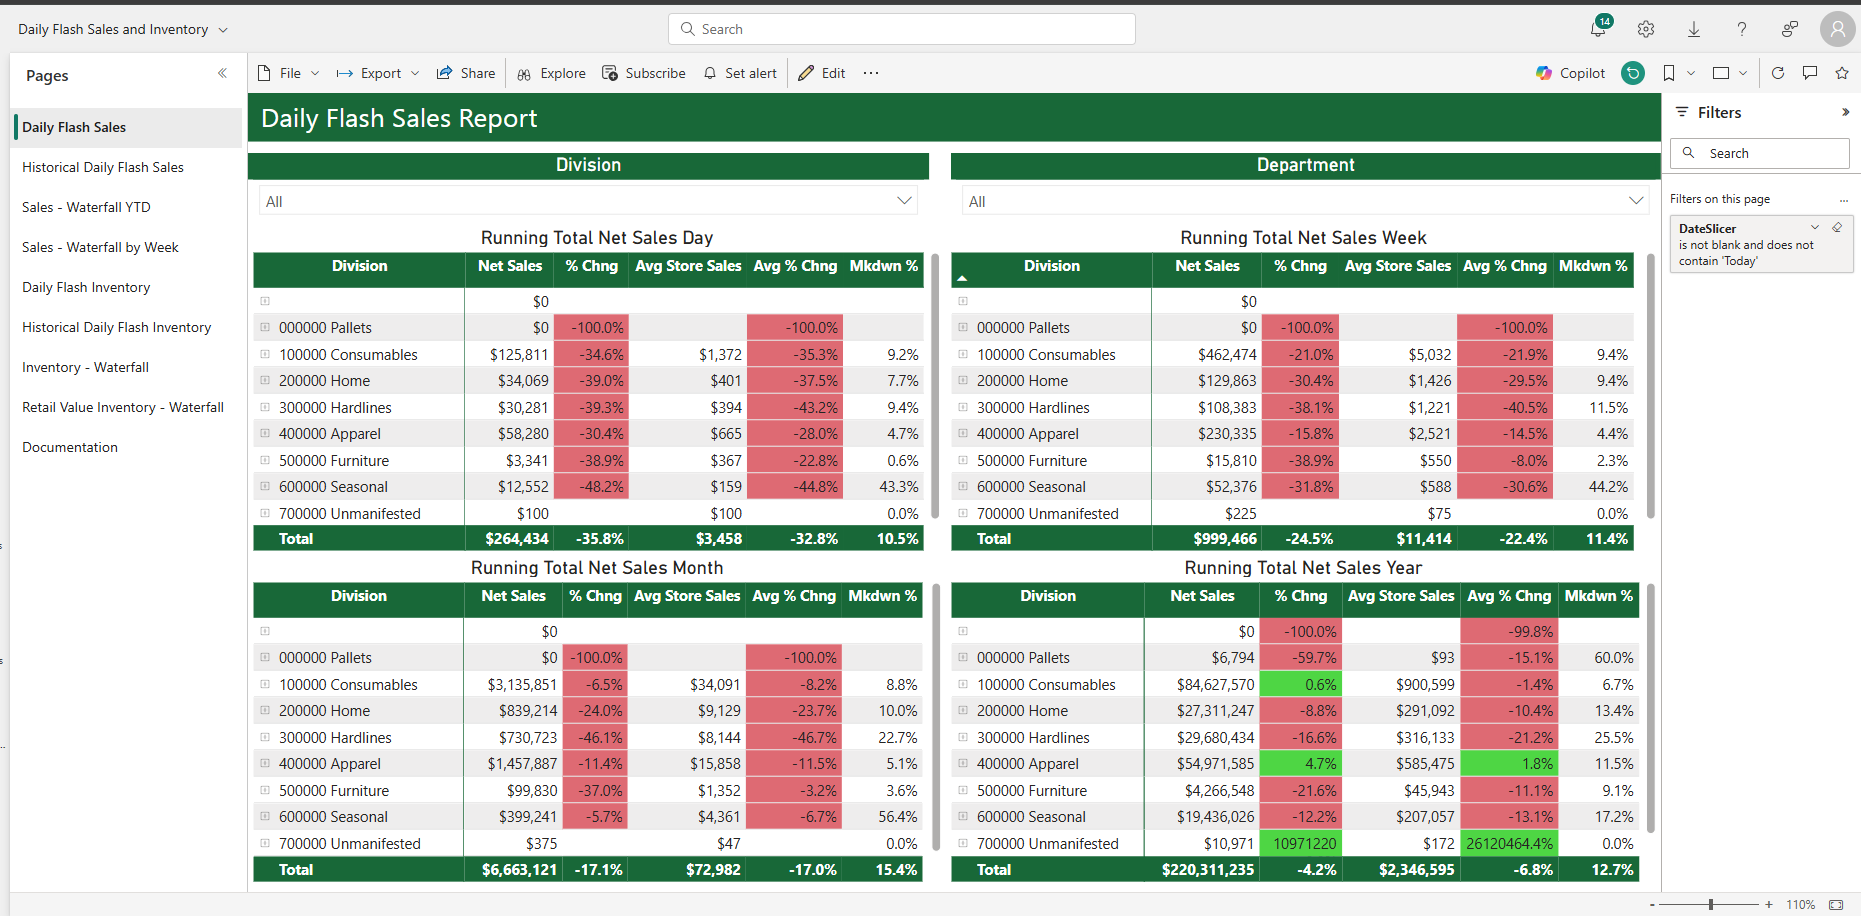 Daily Flash Sales and Inventory
Search
14
Pages
File
Export
Share
Explore
Subscribe
Set alert
Edit
Copilot
Daily Flash Sales
Historical Daily Flash Sales
Sales - Waterfall YTD
Sales - Waterfall by Week
Daily Flash Inventory
Historical Daily Flash Inventory
Inventory - Waterfall
Retail Value Inventory - Waterfall
Documentation
Daily Flash Sales Report
Division
All
Department
All
Running Total Net Sales Day
Division Net Sales % Chng Avg Store Sales Avg % Chng Mkdwn %
$0
000000 Pallets $0 -100.0% -100.0%
100000 Consumables $125,811 -34.6% $1,372 -35.3% 9.2%
200000 Home $34,069 -39.0% $401 -37.5% 7.7%
300000 Hardlines $30,281 -39.3% $394 -43.2% 9.4%
400000 Apparel $58,280 -30.4% $665 -28.0% 4.7%
500000 Furniture $3,341 -38.9% $367 -22.8% 0.6%
600000 Seasonal $12,552 -48.2% $159 -44.8% 43.3%
700000 Unmanifested $100 $100 0.0%
Total $264,434 -35.8% $3,458 -32.8% 10.5%
Running Total Net Sales Week
Division Net Sales % Chng Avg Store Sales Avg % Chng Mkdwn %
$0
000000 Pallets $0 -100.0% -100.0%
100000 Consumables $462,474 -21.0% $5,032 -21.9% 9.4%
200000 Home $129,863 -30.4% $1,426 -29.5% 9.4%
300000 Hardlines $108,383 -38.1% $1,221 -40.5% 11.5%
400000 Apparel $230,335 -15.8% $2,521 -14.5% 4.4%
500000 Furniture $15,810 -38.9% $550 -8.0% 2.3%
600000 Seasonal $52,376 -31.8% $588 -30.6% 44.2%
700000 Unmanifested $225 $75 0.0%
Total $999,466 -24.5% $11,414 -22.4% 11.4%
Running Total Net Sales Month
Division Net Sales % Chng Avg Store Sales Avg % Chng Mkdwn %
$0
000000 Pallets $0 -100.0% -100.0%
100000 Consumables $3,135,851 -6.5% $34,091 -8.2% 8.8%
200000 Home $839,214 -24.0% $9,129 -23.7% 10.0%
300000 Hardlines $730,723 -46.1% $8,144 -46.7% 22.7%
400000 Apparel $1,457,887 -11.4% $15,858 -11.5% 5.1%
500000 Furniture $99,830 -37.0% $1,352 -3.2% 3.6%
600000 Seasonal $399,241 -5.7% $4,361 -6.7% 56.4%
700000 Unmanifested $375 $47 0.0%
Total $6,663,121 -17.1% $72,982 -17.0% 15.4%
Running Total Net Sales Year
Division Net Sales % Chng Avg Store Sales Avg % Chng Mkdwn %
$0 -100.0% -99.8%
000000 Pallets $6,794 -59.7% $93 -15.1% 60.0%
100000 Consumables $84,627,570 0.6% $900,599 -1.4% 6.7%
200000 Home $27,311,247 -8.8% $291,092 -10.4% 13.4%
300000 Hardlines $29,680,434 -16.6% $316,133 -21.2% 25.5%
400000 Apparel $54,971,585 4.7% $585,475 1.8% 11.5%
500000 Furniture $4,266,548 -21.6% $45,943 -11.1% 9.1%
600000 Seasonal $19,436,026 -12.2% $207,057 -13.1% 17.2%
700000 Unmanifested $10,971 10971220 $172 26120464.4% 0.0%
Total $220,311,235 -4.2% $2,346,595 -6.8% 12.7%
Filters
Search
Filters on this page
DateSlicer
is not blank and does not
contain 'Today'
110%